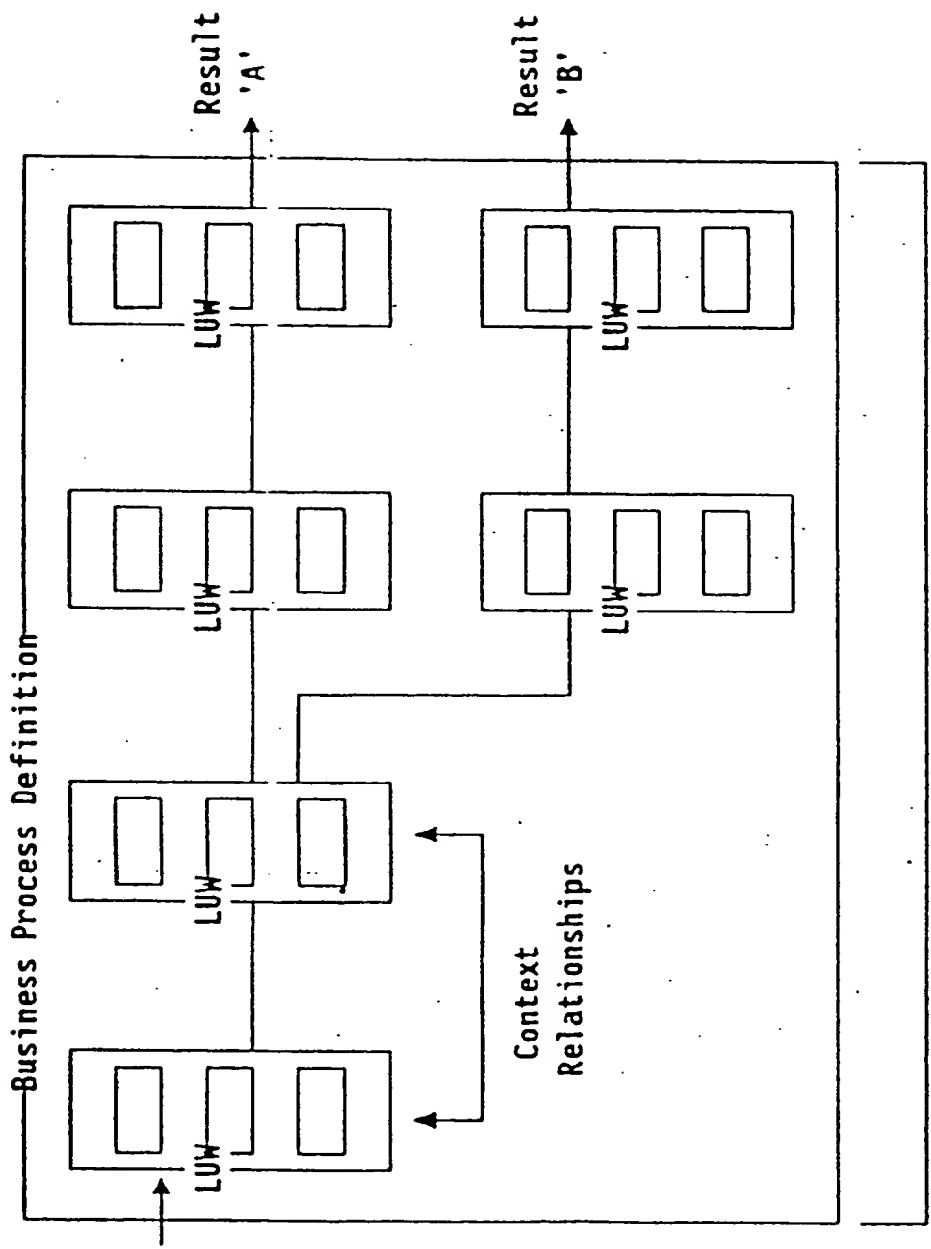 Business Process Definition
LUW
LUW
LUW
LUW
Result
'A'
Context
Relationships
LUW
LUW
Result
'B'